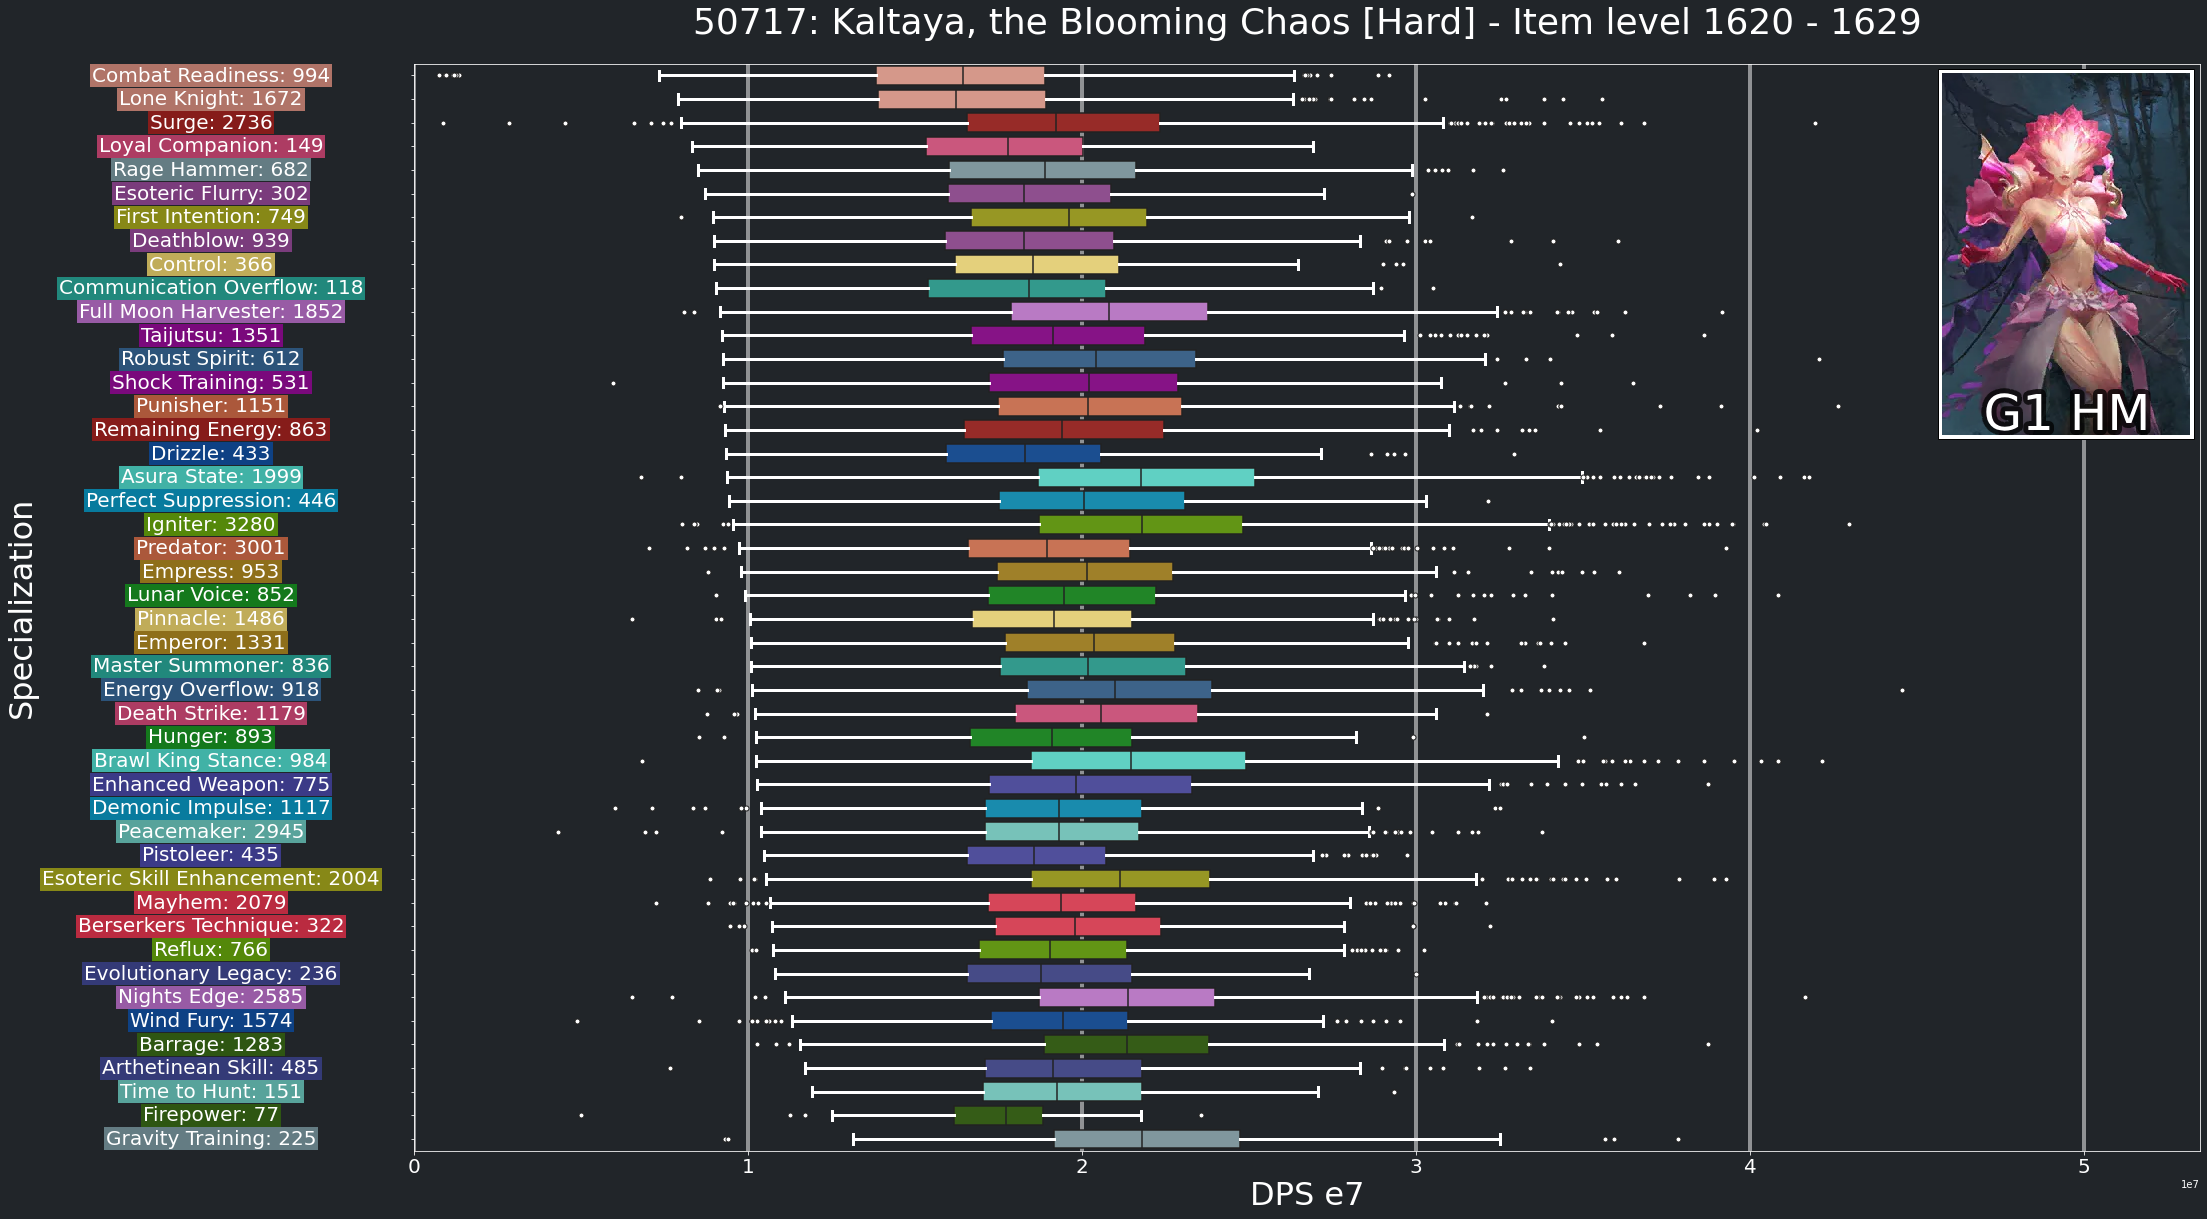 50717: Kaltaya, the Blooming Chaos [Hard] - Item level 1620 - 1629
Combat Readiness: 994
Lone Knight: 1672
Surge: 2736
Loyal Companion: 149
Rage Hammer: 682
Esoteric Flurry: 302
First Intention: 749
Deathblow: 939
Control: 366
Communication Overflow: 118
Full Moon Harvester: 1852
Taijutsu: 1351
Robust Spirit: 612
Shock Training: 531
Punisher: 1151
Remaining Energy: 863
Drizzle: 433
Asura State: 1999
Perfect Suppression: 446
Igniter: 3280
Predator: 3001
Empress: 953
Lunar Voice: 852
Pinnacle: 1486
Emperor: 1331
Master Summoner: 836
Energy Overflow: 918
Death Strike: 1179
Hunger: 893
Brawl King Stance: 984
Enhanced Weapon: 775
Demonic Impulse: 1117
Peacemaker: 2945
Pistoleer: 435
Esoteric Skill Enhancement: 2004
Mayhem: 2079
Berserkers Technique: 322
Reflux: 766
Evolutionary Legacy: 236
Nights Edge: 2585
Wind Fury: 1574
Barrage: 1283
Arthetinean Skill: 485
Time to Hunt: 151
Firepower: 77
Gravity Training: 225
Specialization
G1 HM
0 1 2 3 4 5
1e7
DPS e7